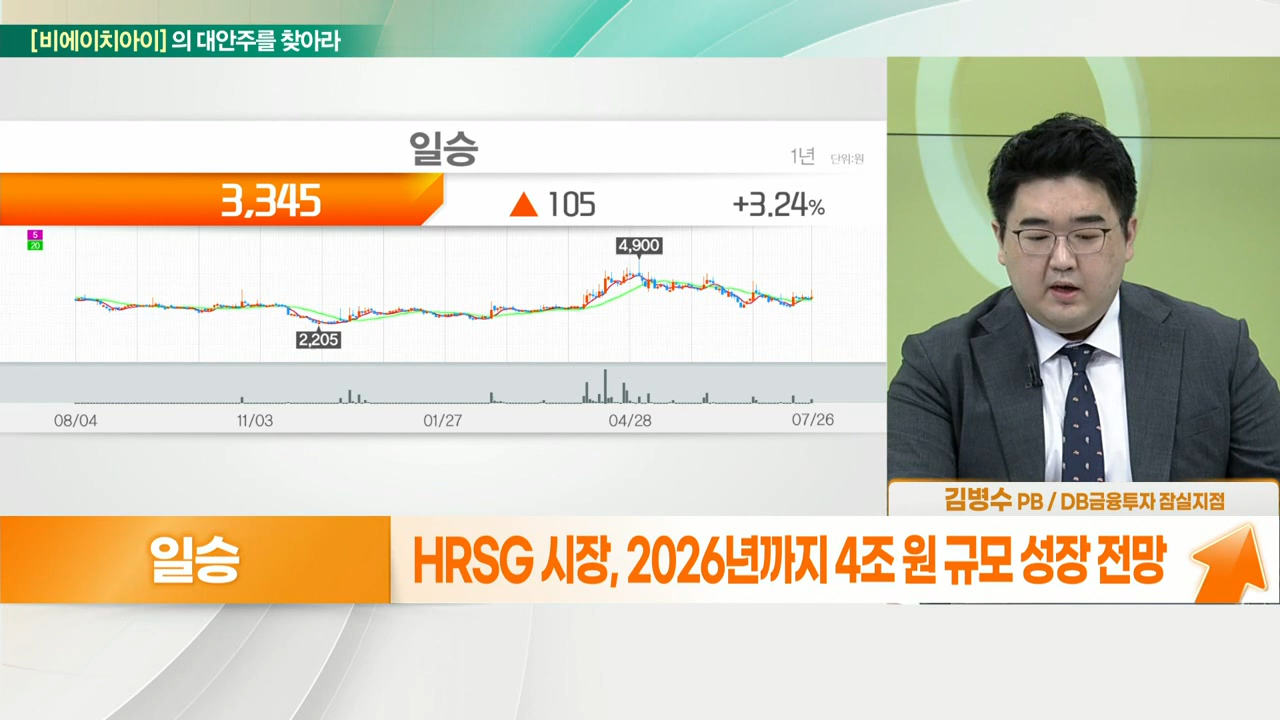 [비에이치아이] 의 대안주를 찾아라
일승
1년 단위:원
3,345 ▲ 105 +3.24%
5
20
4,900
2,205
08/04 11/03 01/27 04/28 07/26
김병수 PB / DB금융투자 잠실지점
일승
HRSG 시장, 2026년까지 4조 원 규모 성장 전망